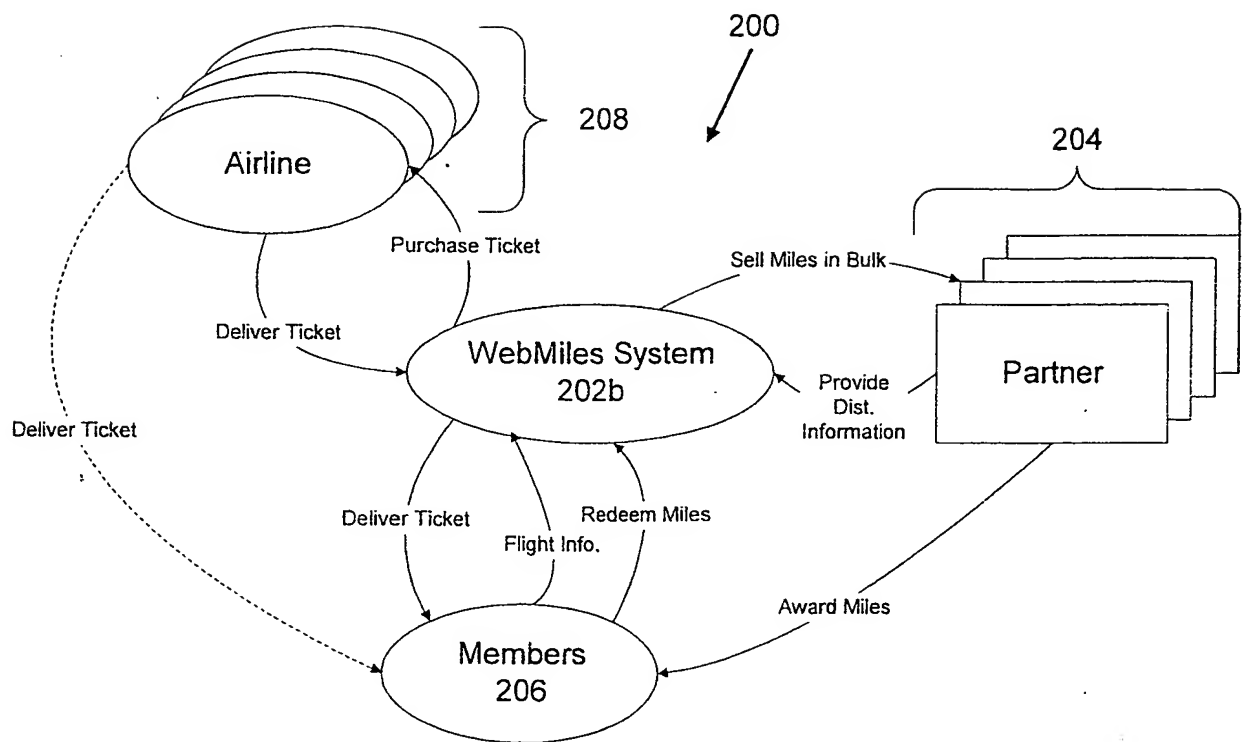 200
208
204
Airline
Purchase Ticket
Sell Miles in Bulk
Deliver Ticket
WebMiles System
202b
Partner
Provide
Dist.
Information
Deliver Ticket
Deliver Ticket
Redeem Miles
Flight Info.
Award Miles
Members
206